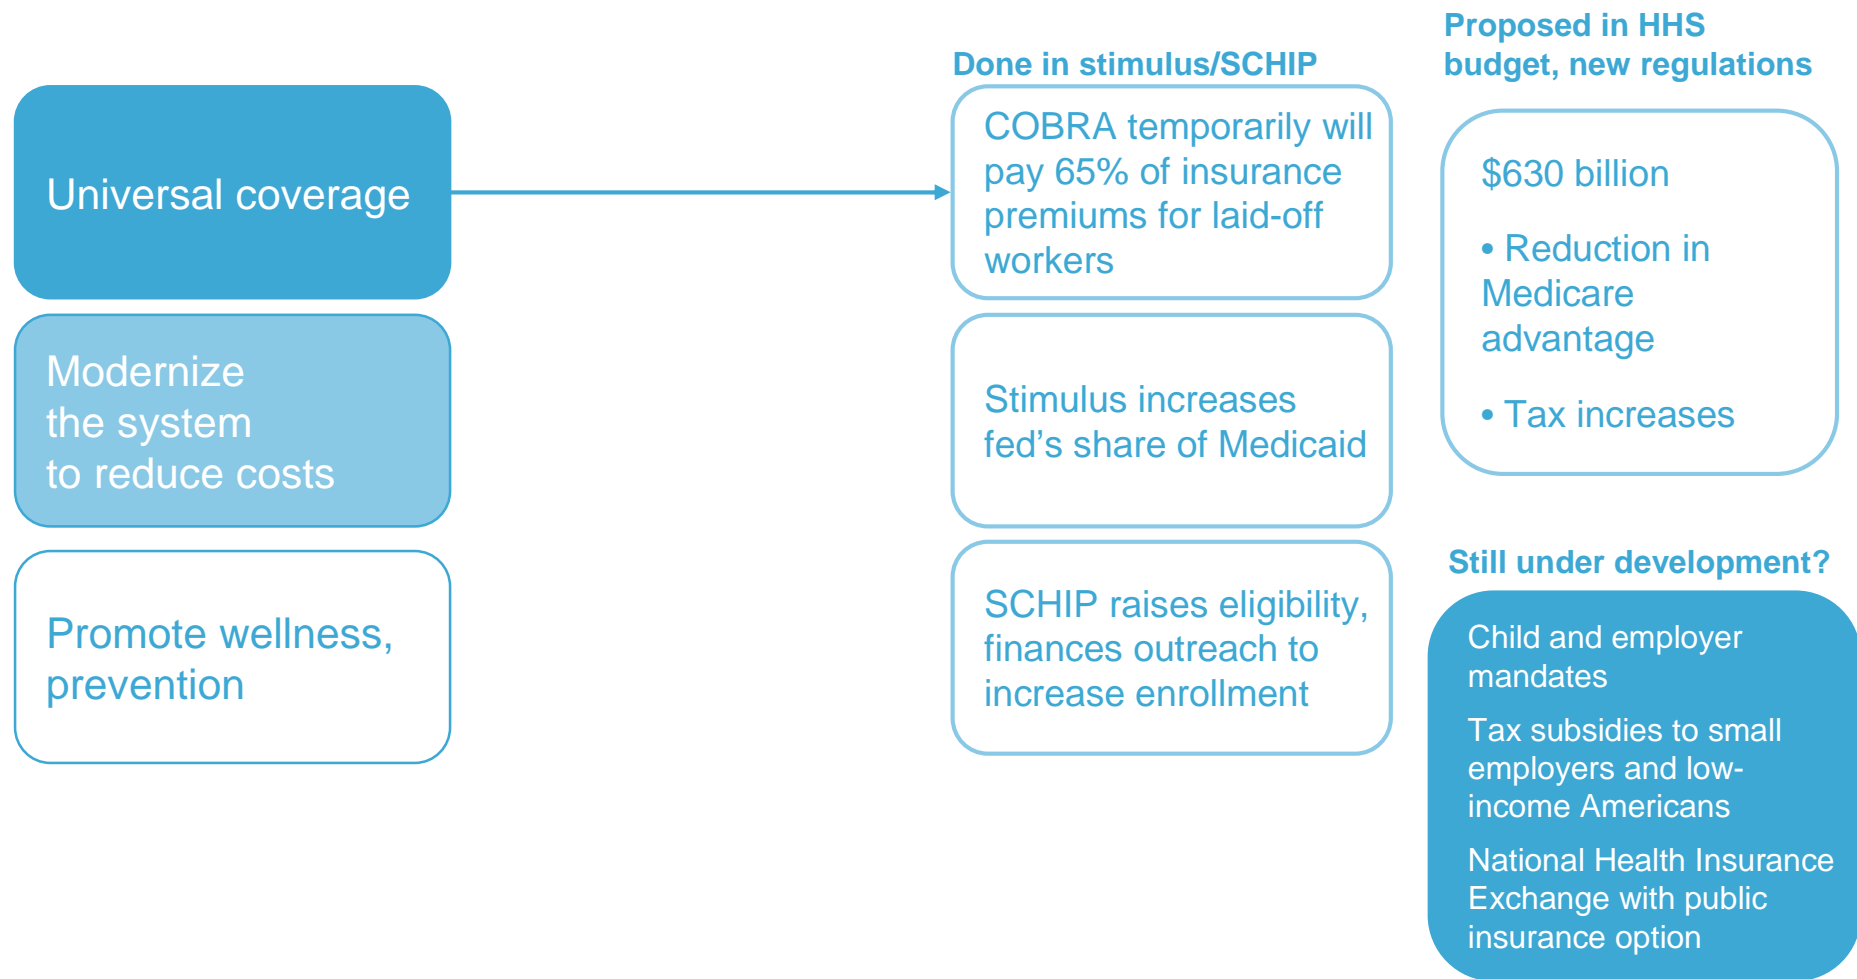 Universal coverage
Modernize
the system
to reduce costs
Promote wellness,
prevention
Done in stimulus/SCHIP
COBRA temporarily will
pay 65% of insurance
premiums for laid-off
workers
Stimulus increases
fed’s share of Medicaid
SCHIP raises eligibility,
finances outreach to
increase enrollment
Proposed in HHS
budget, new regulations
$630 billion
• Reduction in
Medicare
advantage
• Tax increases
Still under development?
Child and employer
mandates
Tax subsidies to small
employers and low-
income Americans
National Health Insurance
Exchange with public
insurance option